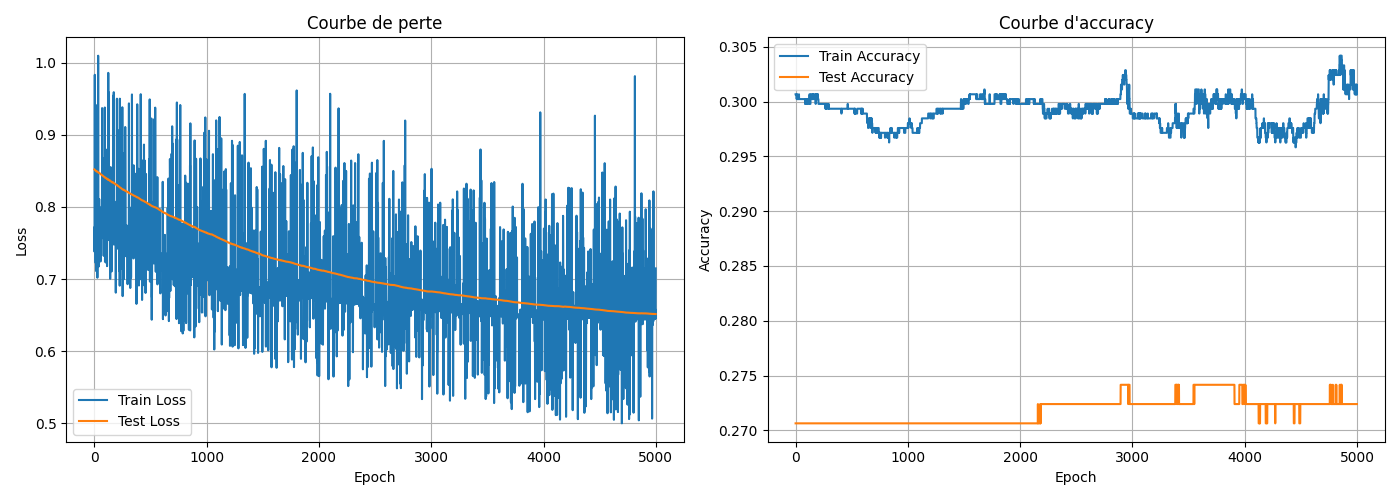 Courbe de perte
1.0
0.9
0.8
0.7
0.6
0.5
Loss
Train Loss
Test Loss
0 1000 2000 3000 4000 5000
Epoch
Courbe d'accuracy
0.305
0.300
0.295
0.290
0.285
0.280
0.275
0.270
Accuracy
Train Accuracy
Test Accuracy
0 1000 2000 3000 4000 5000
Epoch